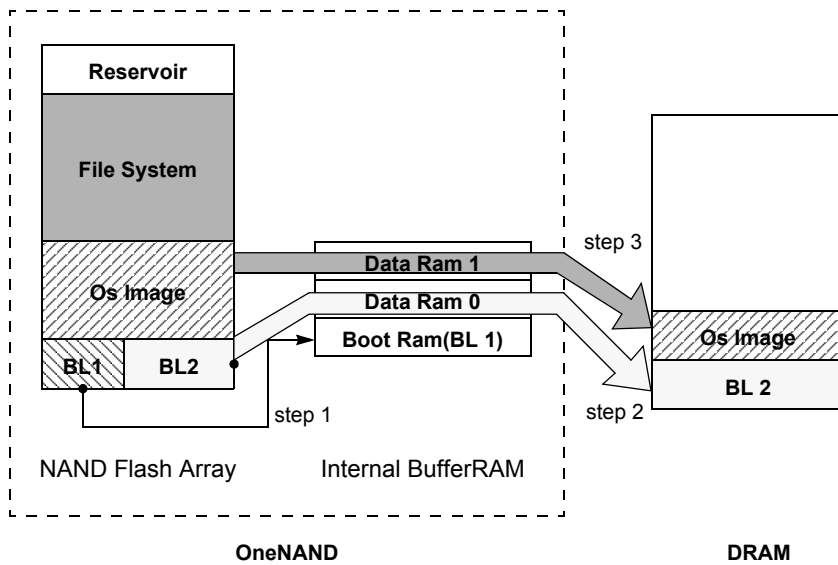 Reservoir
File System
step 3
Data Ram 1
Os Image
Data Ram 0
Boot Ram(BL 1)
Os Image
BL1
BL2
BL 2
step 1
step 2
NAND Flash Array
Internal BufferRAM
OneNAND
DRAM